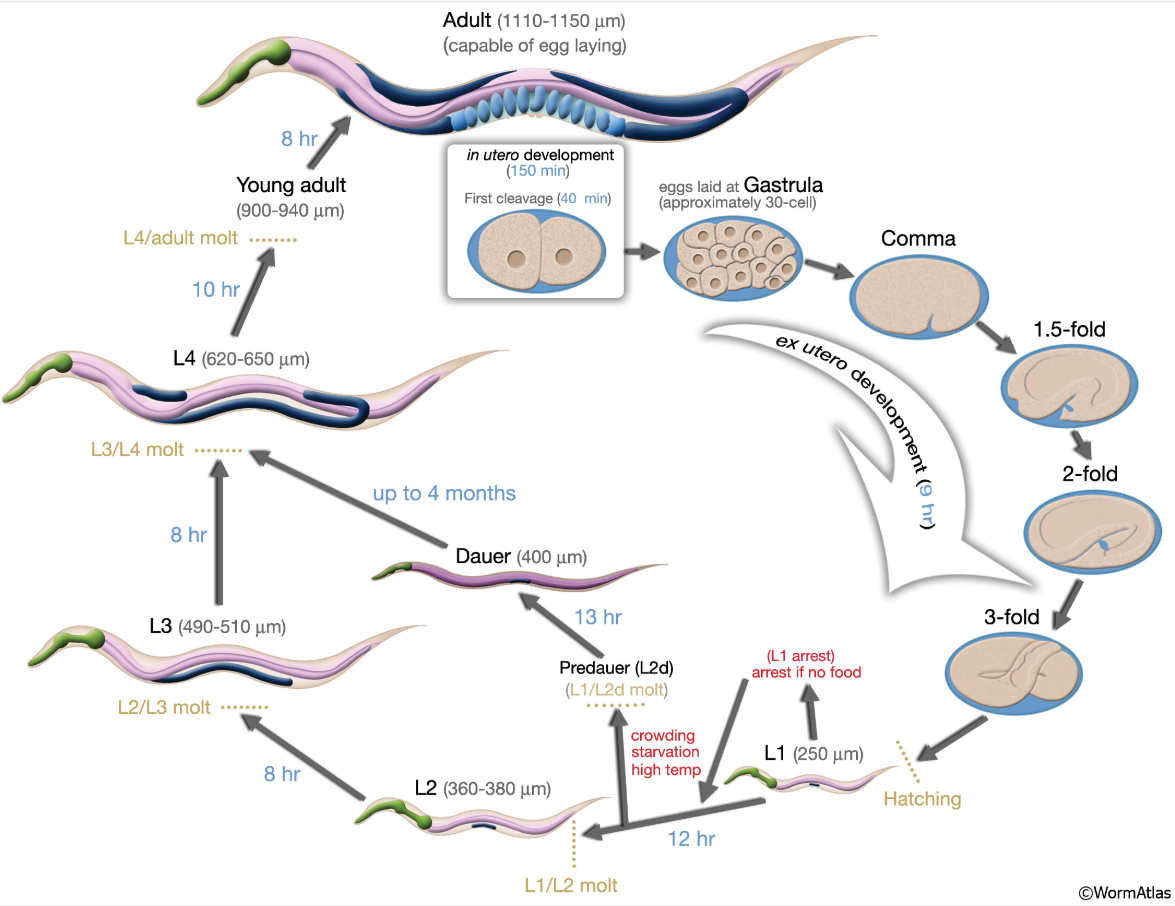 Adult (1110-1150 μm)
(capable of egg laying)
8 hr
in utero development
(150 min)
First cleavage (40 min)
eggs laid at Gastrula
(approximately 30-cell)
Comma
1.5-fold
2-fold
3-fold
ex utero development (9 hr)
Young adult
(900-940 μm)
L4/adult molt
10 hr
L4 (620-650 μm)
L3/L4 molt
up to 4 months
8 hr
Dauer (400 μm)
13 hr
L3 (490-510 μm)
Predauer (L2d)
(L1/L2d molt)
L2/L3 molt
(L1 arrest)
arrest if no food
crowding
starvation
high temp
L1 (250 μm)
8 hr
L2 (360-380 μm)
Hatching
12 hr
L1/L2 molt
©WormAtlas